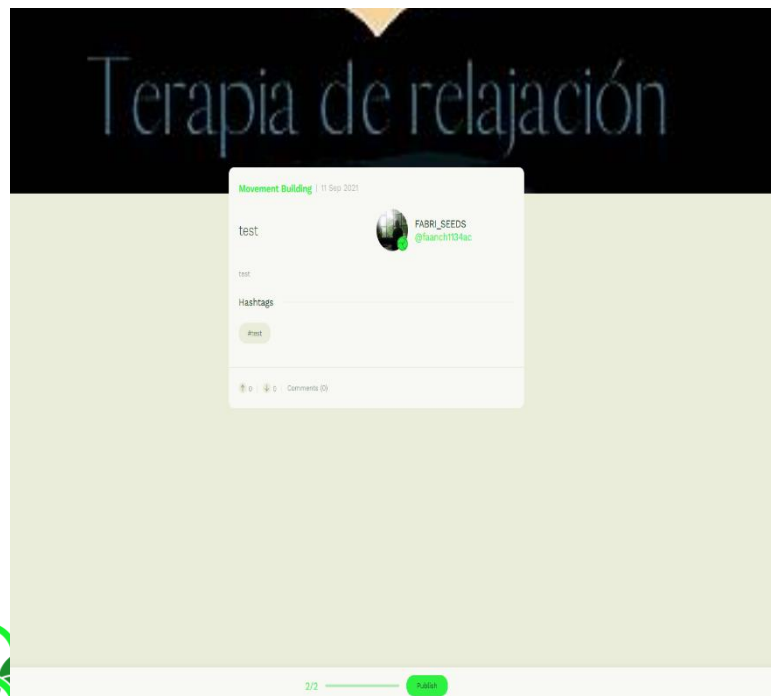 Terapia de relajación
Movement Building | 11 Sep 2021
test
FABRI_SEEDS
@faanch1134ac
test
Hashtags
#test
0 | 0 | Comments (0)
2/2
Publish